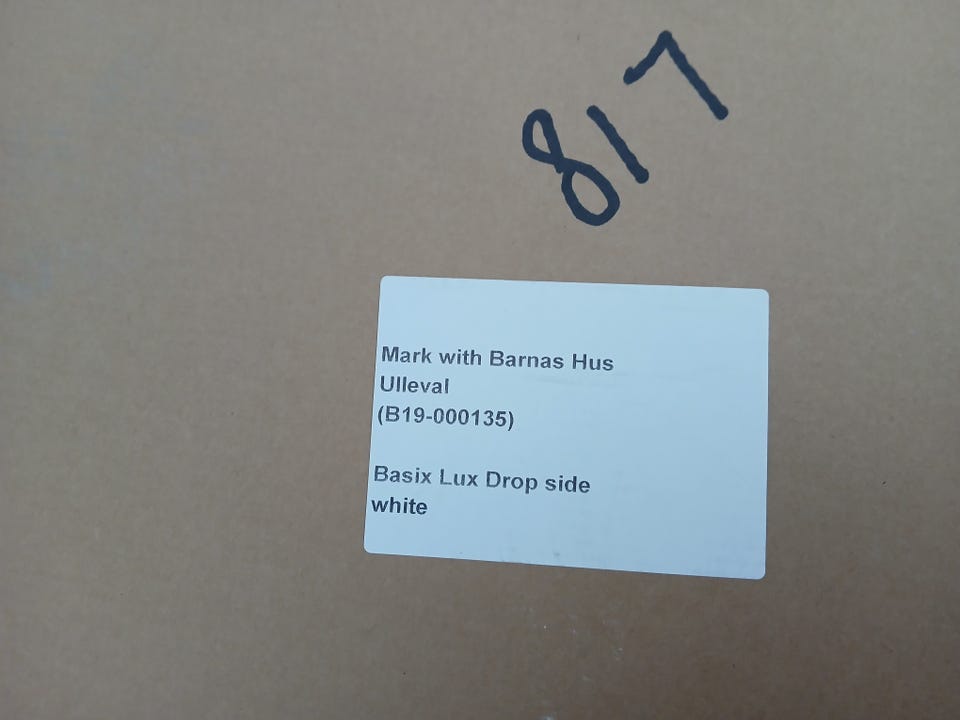 817
Mark with Barnas Hus
Ulleval
(B19-000135)
Basix Lux Drop side
white